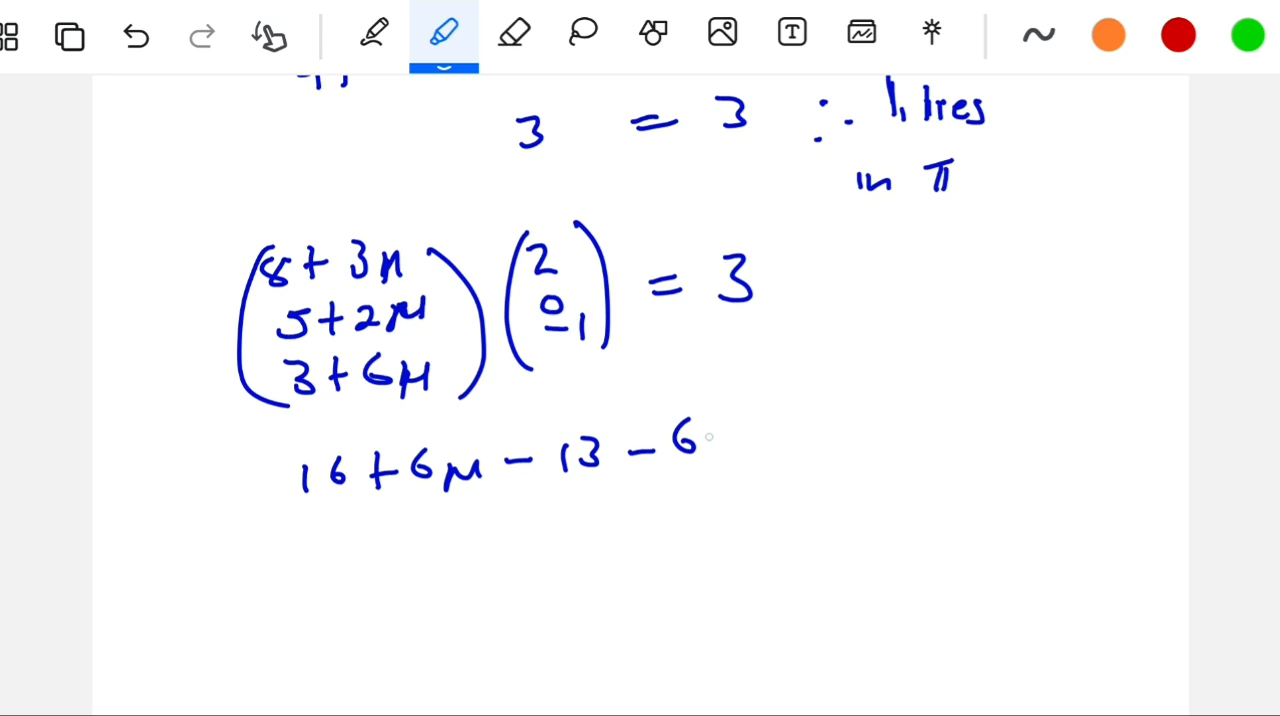 3 = 3 ∴ l, lies
in π
(8 + 3μ) (2) = 3
5 + 2μ 0
3 + 6μ -1
16 + 6μ - 13 - 6